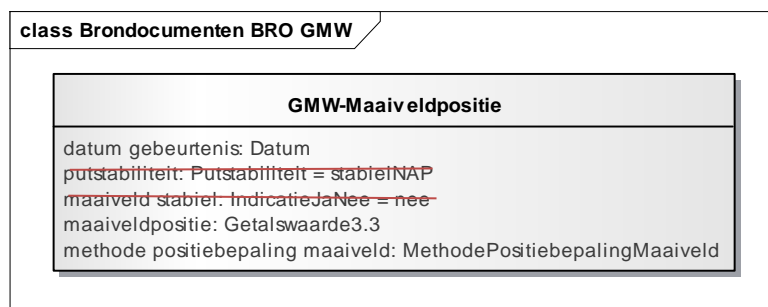 class Brondocumenten BRO GMW
GMW-Maaiveldpositie
datum gebeurtenis: Datum
putstabiliteit: Putstabiliteit = stabielNAP
maaiveld stabiel: IndicatieJaNee = nee
maaiveldpositie: Getalswaarde3.3
methode positiebepaling maaiveld: MethodePositiebepalingMaaiveld